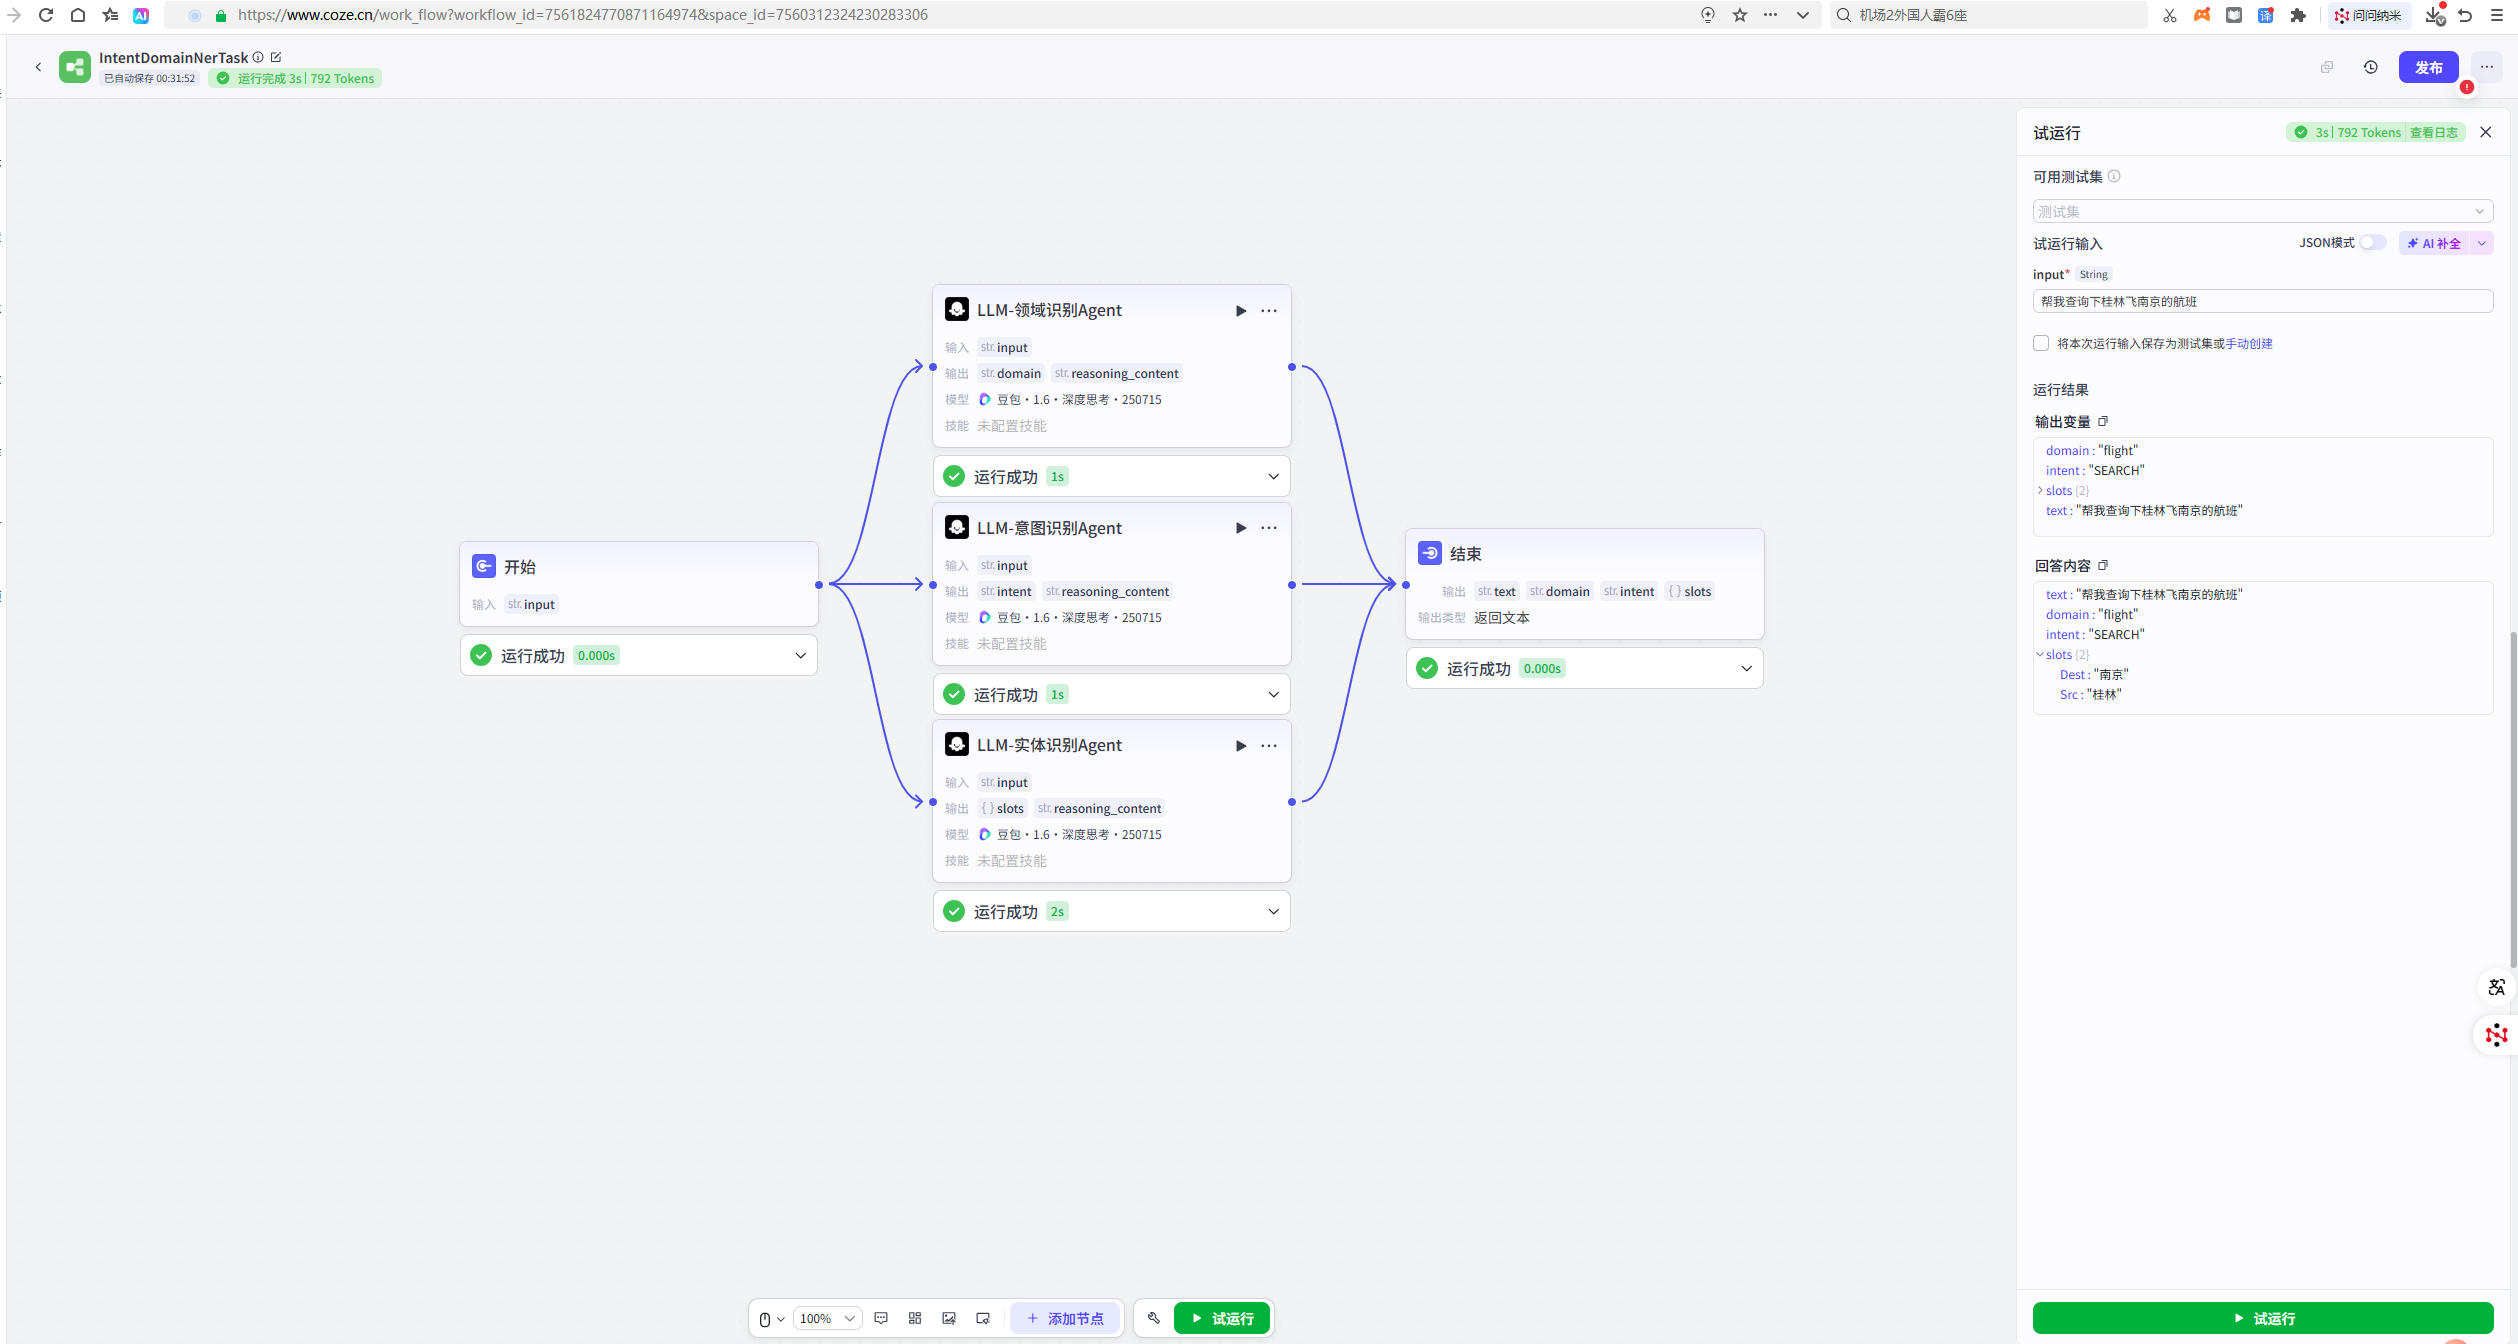 https://www.coze.cn/work_flow?workflow_id=7561824770871164974&space_id=7560312324230283306
机场2外国人霸6座
问问纳米
IntentDomainNerTask
已自动保存 00:31:52
运行完成 3s | 792 Tokens
发布
开始
输入 str. input
运行成功 0.000s
LLM-领域识别Agent
输入 str. input
输出 str. domain str. reasoning_content
模型 豆包・1.6・深度思考・250715
技能 未配置技能
运行成功 1s
LLM-意图识别Agent
输入 str. input
输出 str. intent str. reasoning_content
模型 豆包・1.6・深度思考・250715
技能 未配置技能
运行成功 1s
LLM-实体识别Agent
输入 str. input
输出 { } slots str. reasoning_content
模型 豆包・1.6・深度思考・250715
技能 未配置技能
运行成功 2s
结束
输出 str. text str. domain str. intent { } slots
输出类型 返回文本
运行成功 0.000s
100%
添加节点
试运行
试运行
3s | 792 Tokens 查看日志
可用测试集
测试集
试运行输入
JSON模式
AI 补全
input* String
帮我查询下桂林飞南京的航班
将本次运行输入保存为测试集或手动创建
运行结果
输出变量
domain : "flight"
intent : "SEARCH"
slots {2}
text : "帮我查询下桂林飞南京的航班"
回答内容
text : "帮我查询下桂林飞南京的航班"
domain : "flight"
intent : "SEARCH"
slots {2}
Dest : "南京"
Src : "桂林"
试运行